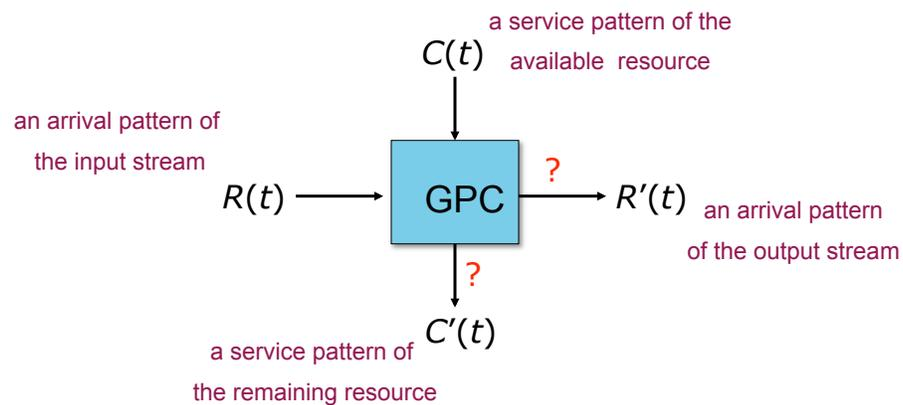 a service pattern of the
C(t) available resource
an arrival pattern of
the input stream
R(t)
GPC
?
R'(t)
an arrival pattern
of the output stream
?
C'(t)
a service pattern of
the remaining resource